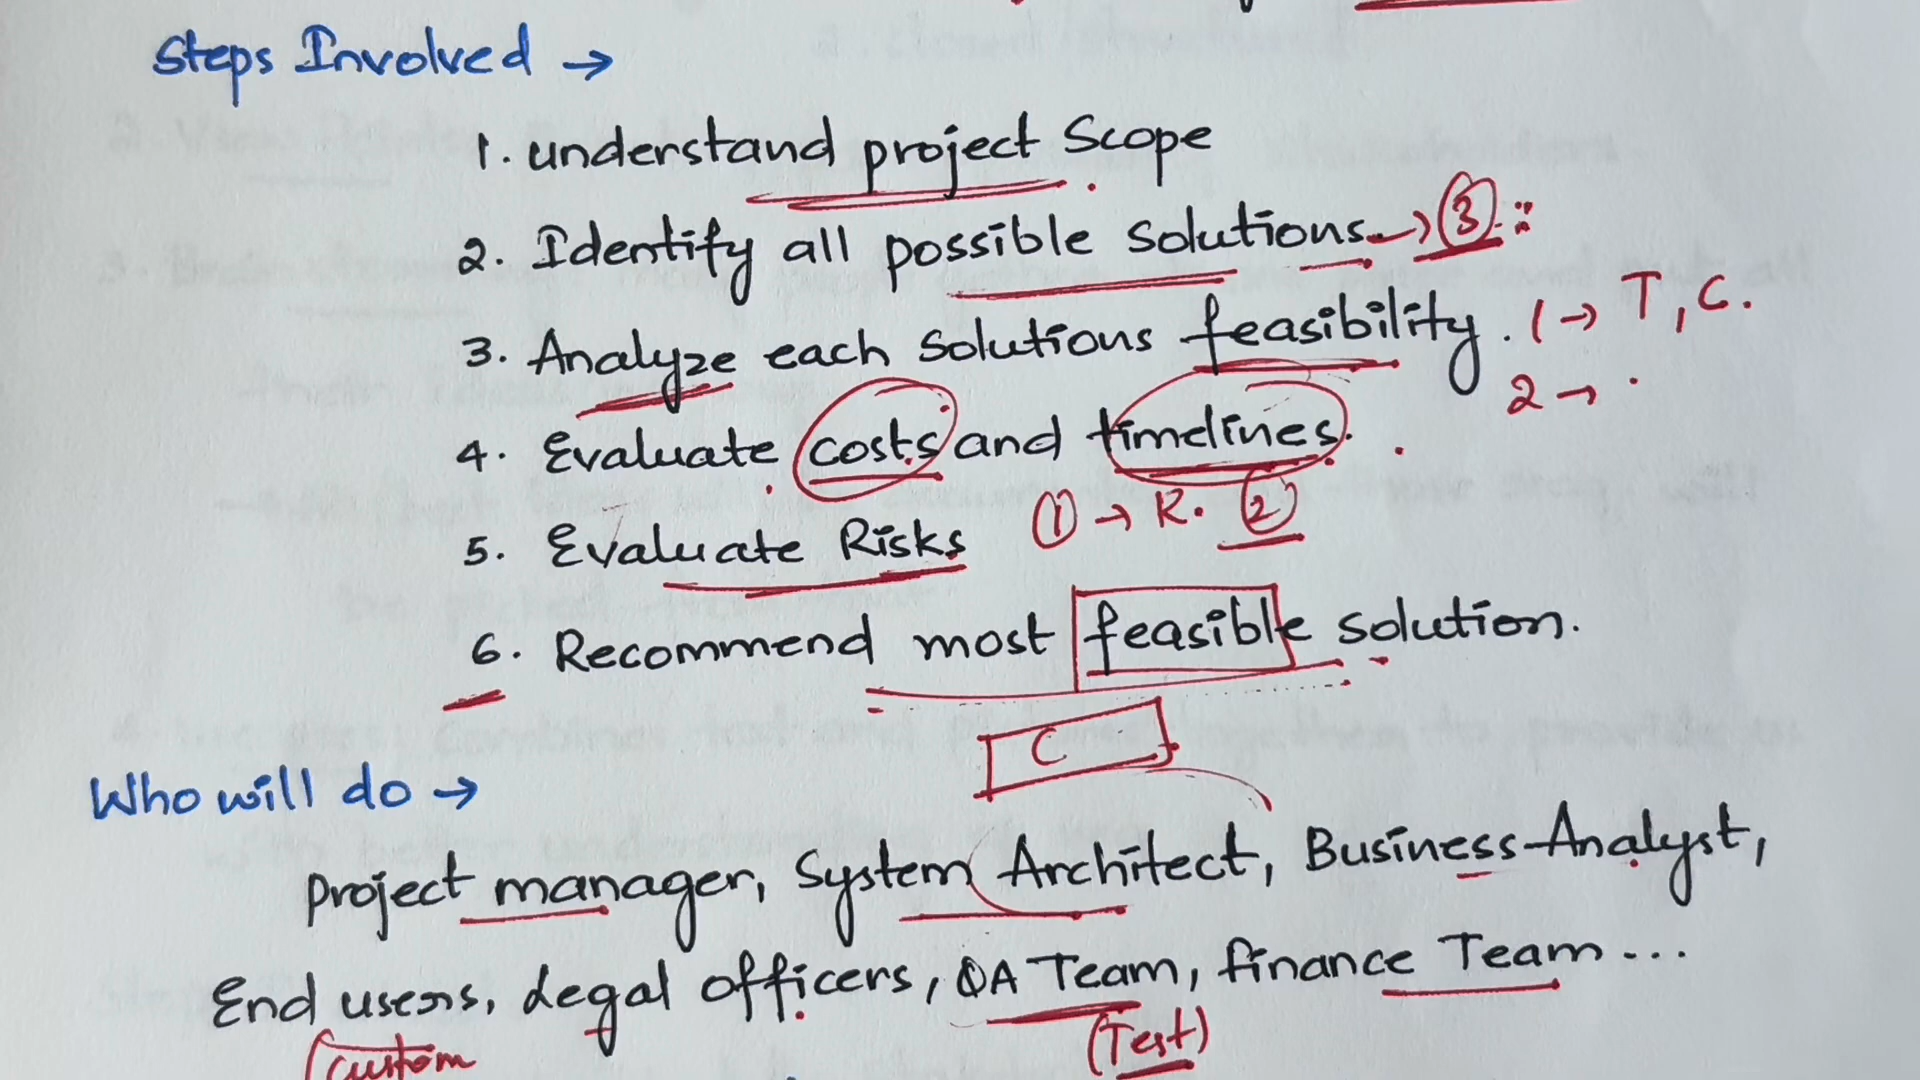 Steps Involved →
1. understand project Scope
2. Identify all possible solutions. → 3 :
3. Analyze each solutions feasibility. 1 → T, C.
2 →
4. Evaluate costs and timelines.
5. Evaluate Risks 1 → R. 2
6. Recommend most feasible solution.
C
Who will do →
project manager, System Architect, Business Analyst,
End users, Legal officers, QA Team, finance Team ...
(custom (Test)